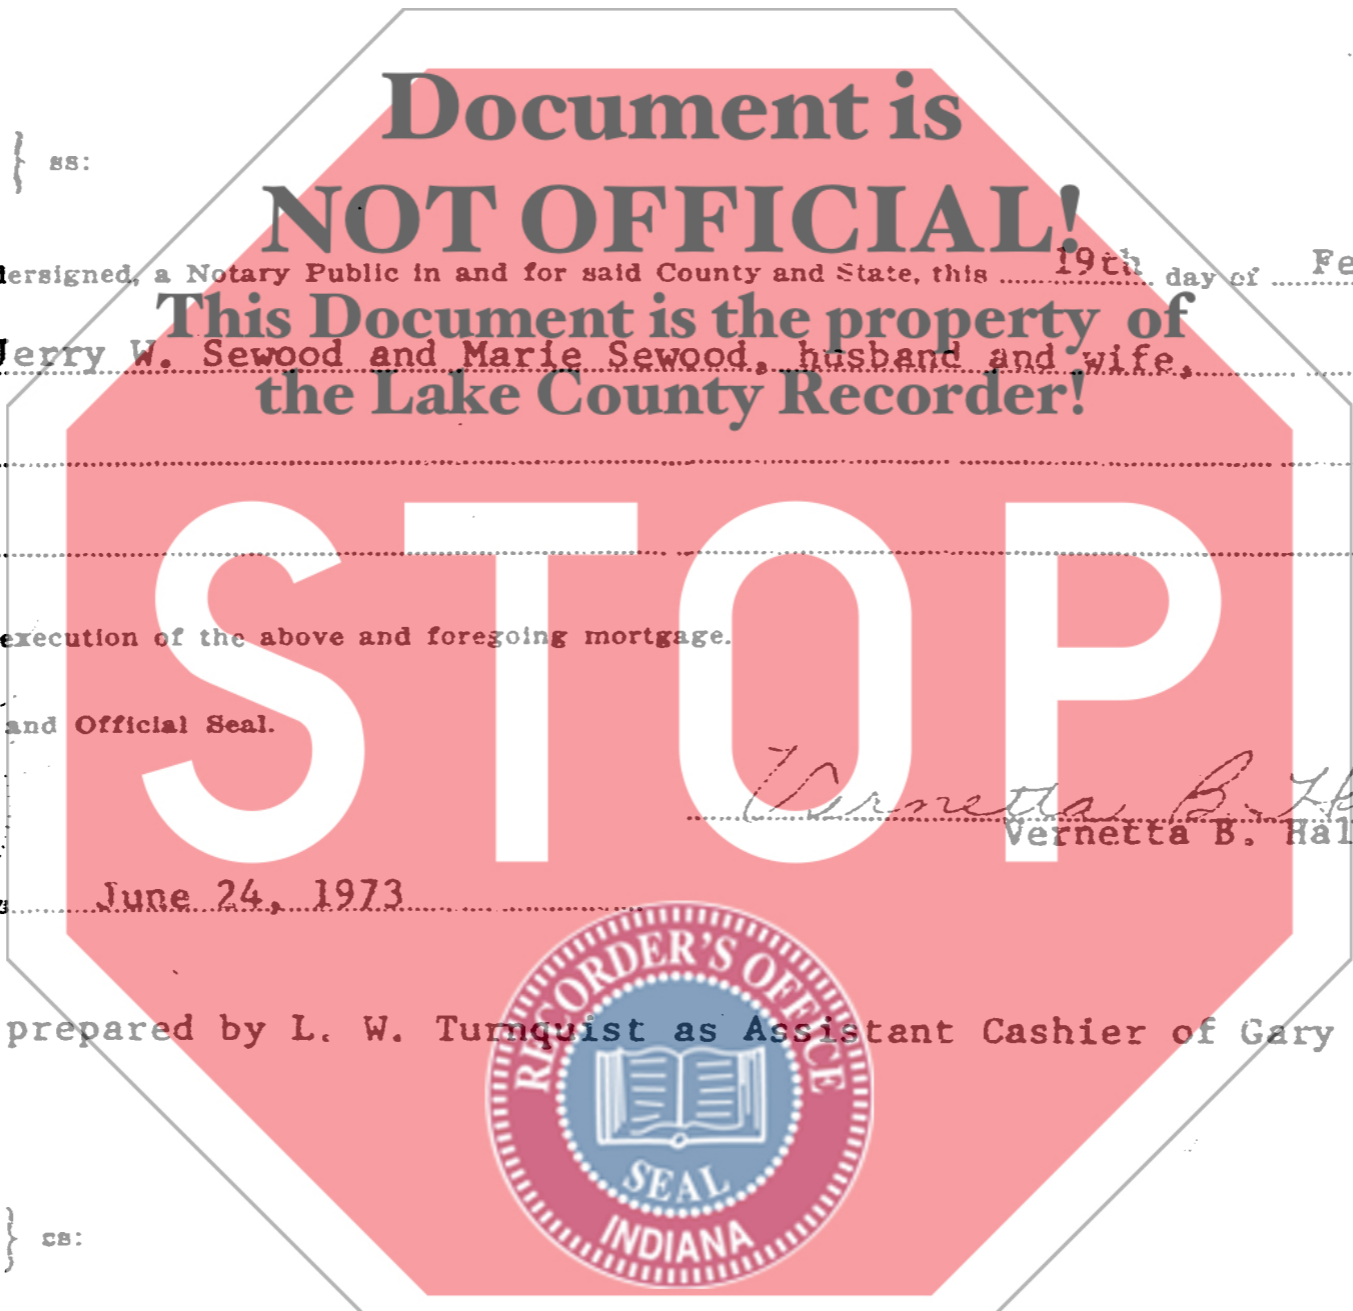 Document is
ss:
NOT OFFICIAL!
ersigned, a Notary Public in and for said County and State, this 19th day of Fe
This Document is the property of
Jerry W. Sewood and Marie Sewood, husband and wife,
the Lake County Recorder!
STOP
execution of the above and foregoing mortgage.
and Official Seal.
Vernetta B. Ha
Vernetta B. Hal
June 24, 1973
RECORDER'S OFFICE
prepared by L. W. Turnquist as Assistant Cashier of Gary
SEAL
INDIANA